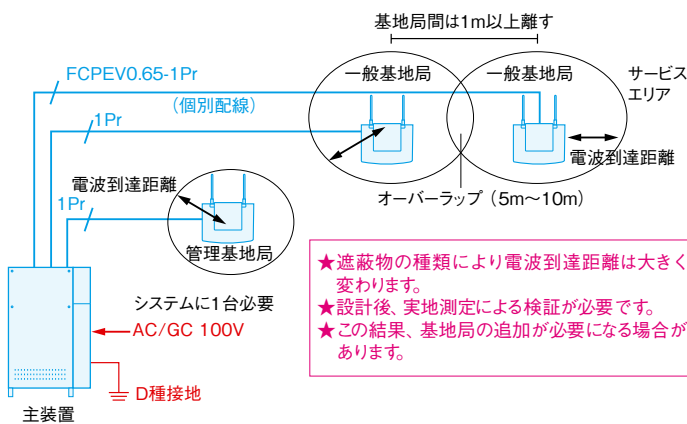 基地局間は1m以上離す
FCPEV0.65-1Pr
一般基地局
一般基地局
サービス
エリア
(個別配線)
1Pr
電波到達距離
電波到達距離
オーバーラップ(5m～10m)
1Pr
管理基地局
★遮蔽物の種類により電波到達距離は大きく
変わります。
★設計後、実地測定による検証が必要です。
★この結果、基地局の追加が必要になる場合が
あります。
システムに1台必要
AC/GC 100V
D種接地
主装置